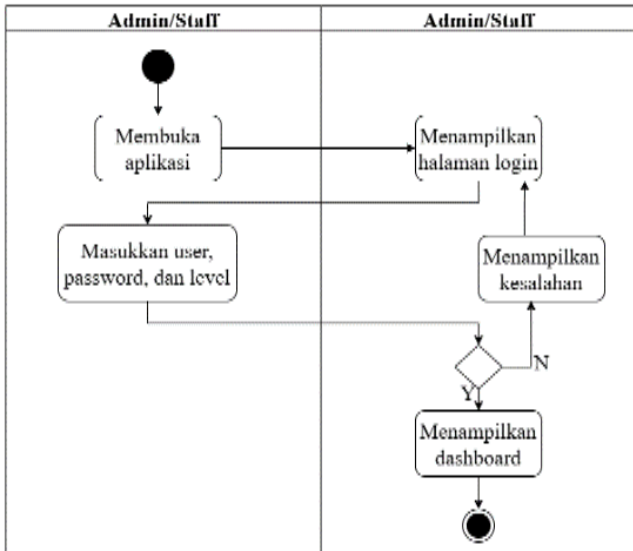 Admin/Staff
Admin/Staff
Membuka
aplikasi
Menampilkan
halaman login
Masukkan user,
password, dan level
Menampilkan
kesalahan
N
Y
Menampilkan
dashboard